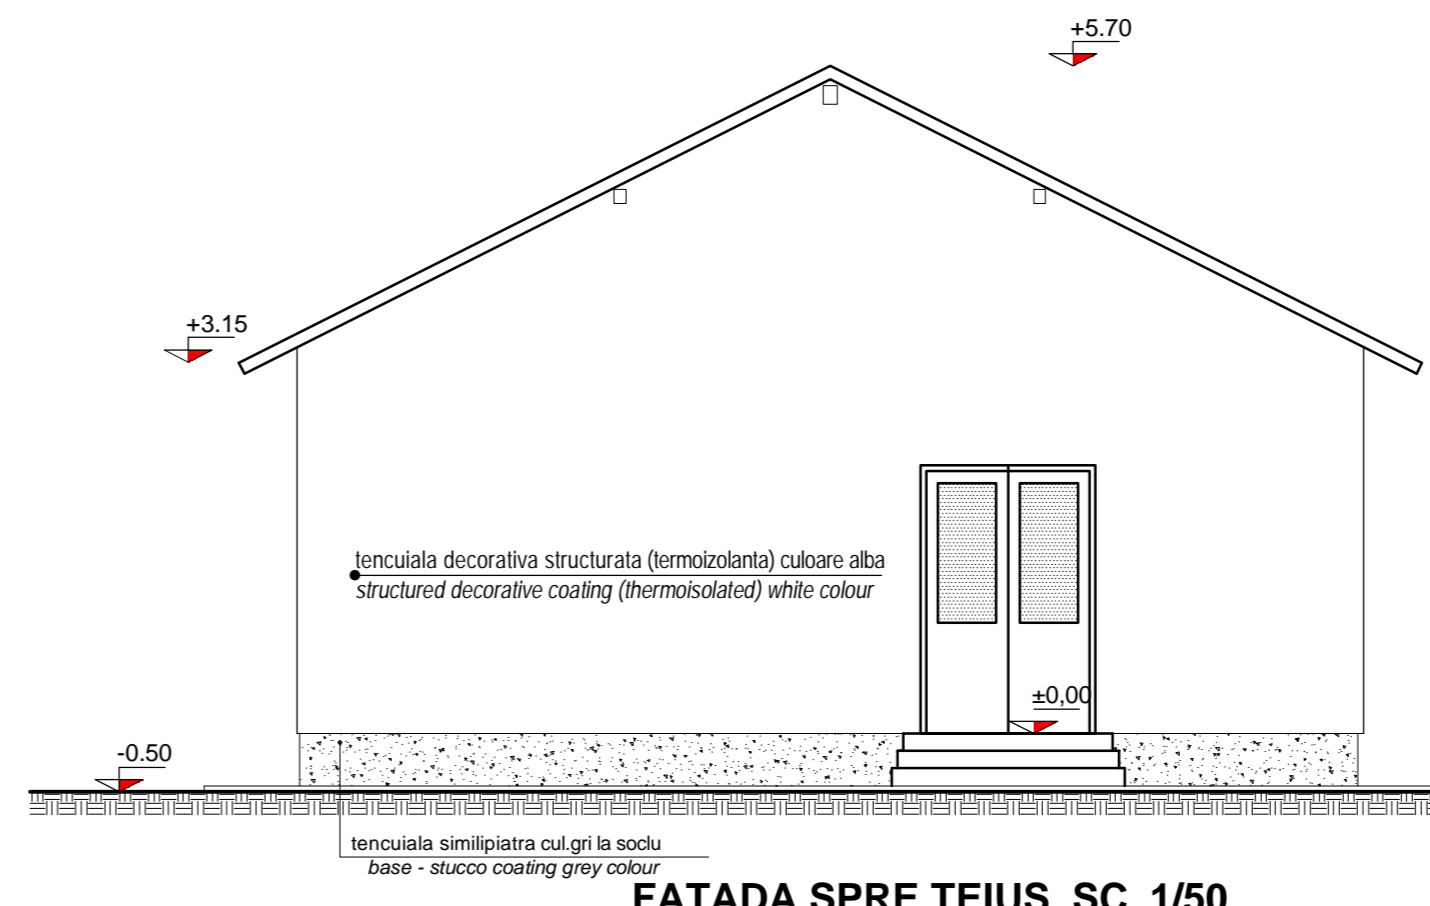 +5.70
+3.15
tencuiala decorativa structurata (termoizolanta) culoare alba
structured decorative coating (thermoisolated) white colour
±0,00
-0.50
tencuiala similipiatra cul.gri la soclu
base - stucco coating grey colour
FATADA SPRE TEIUS SC. 1/50